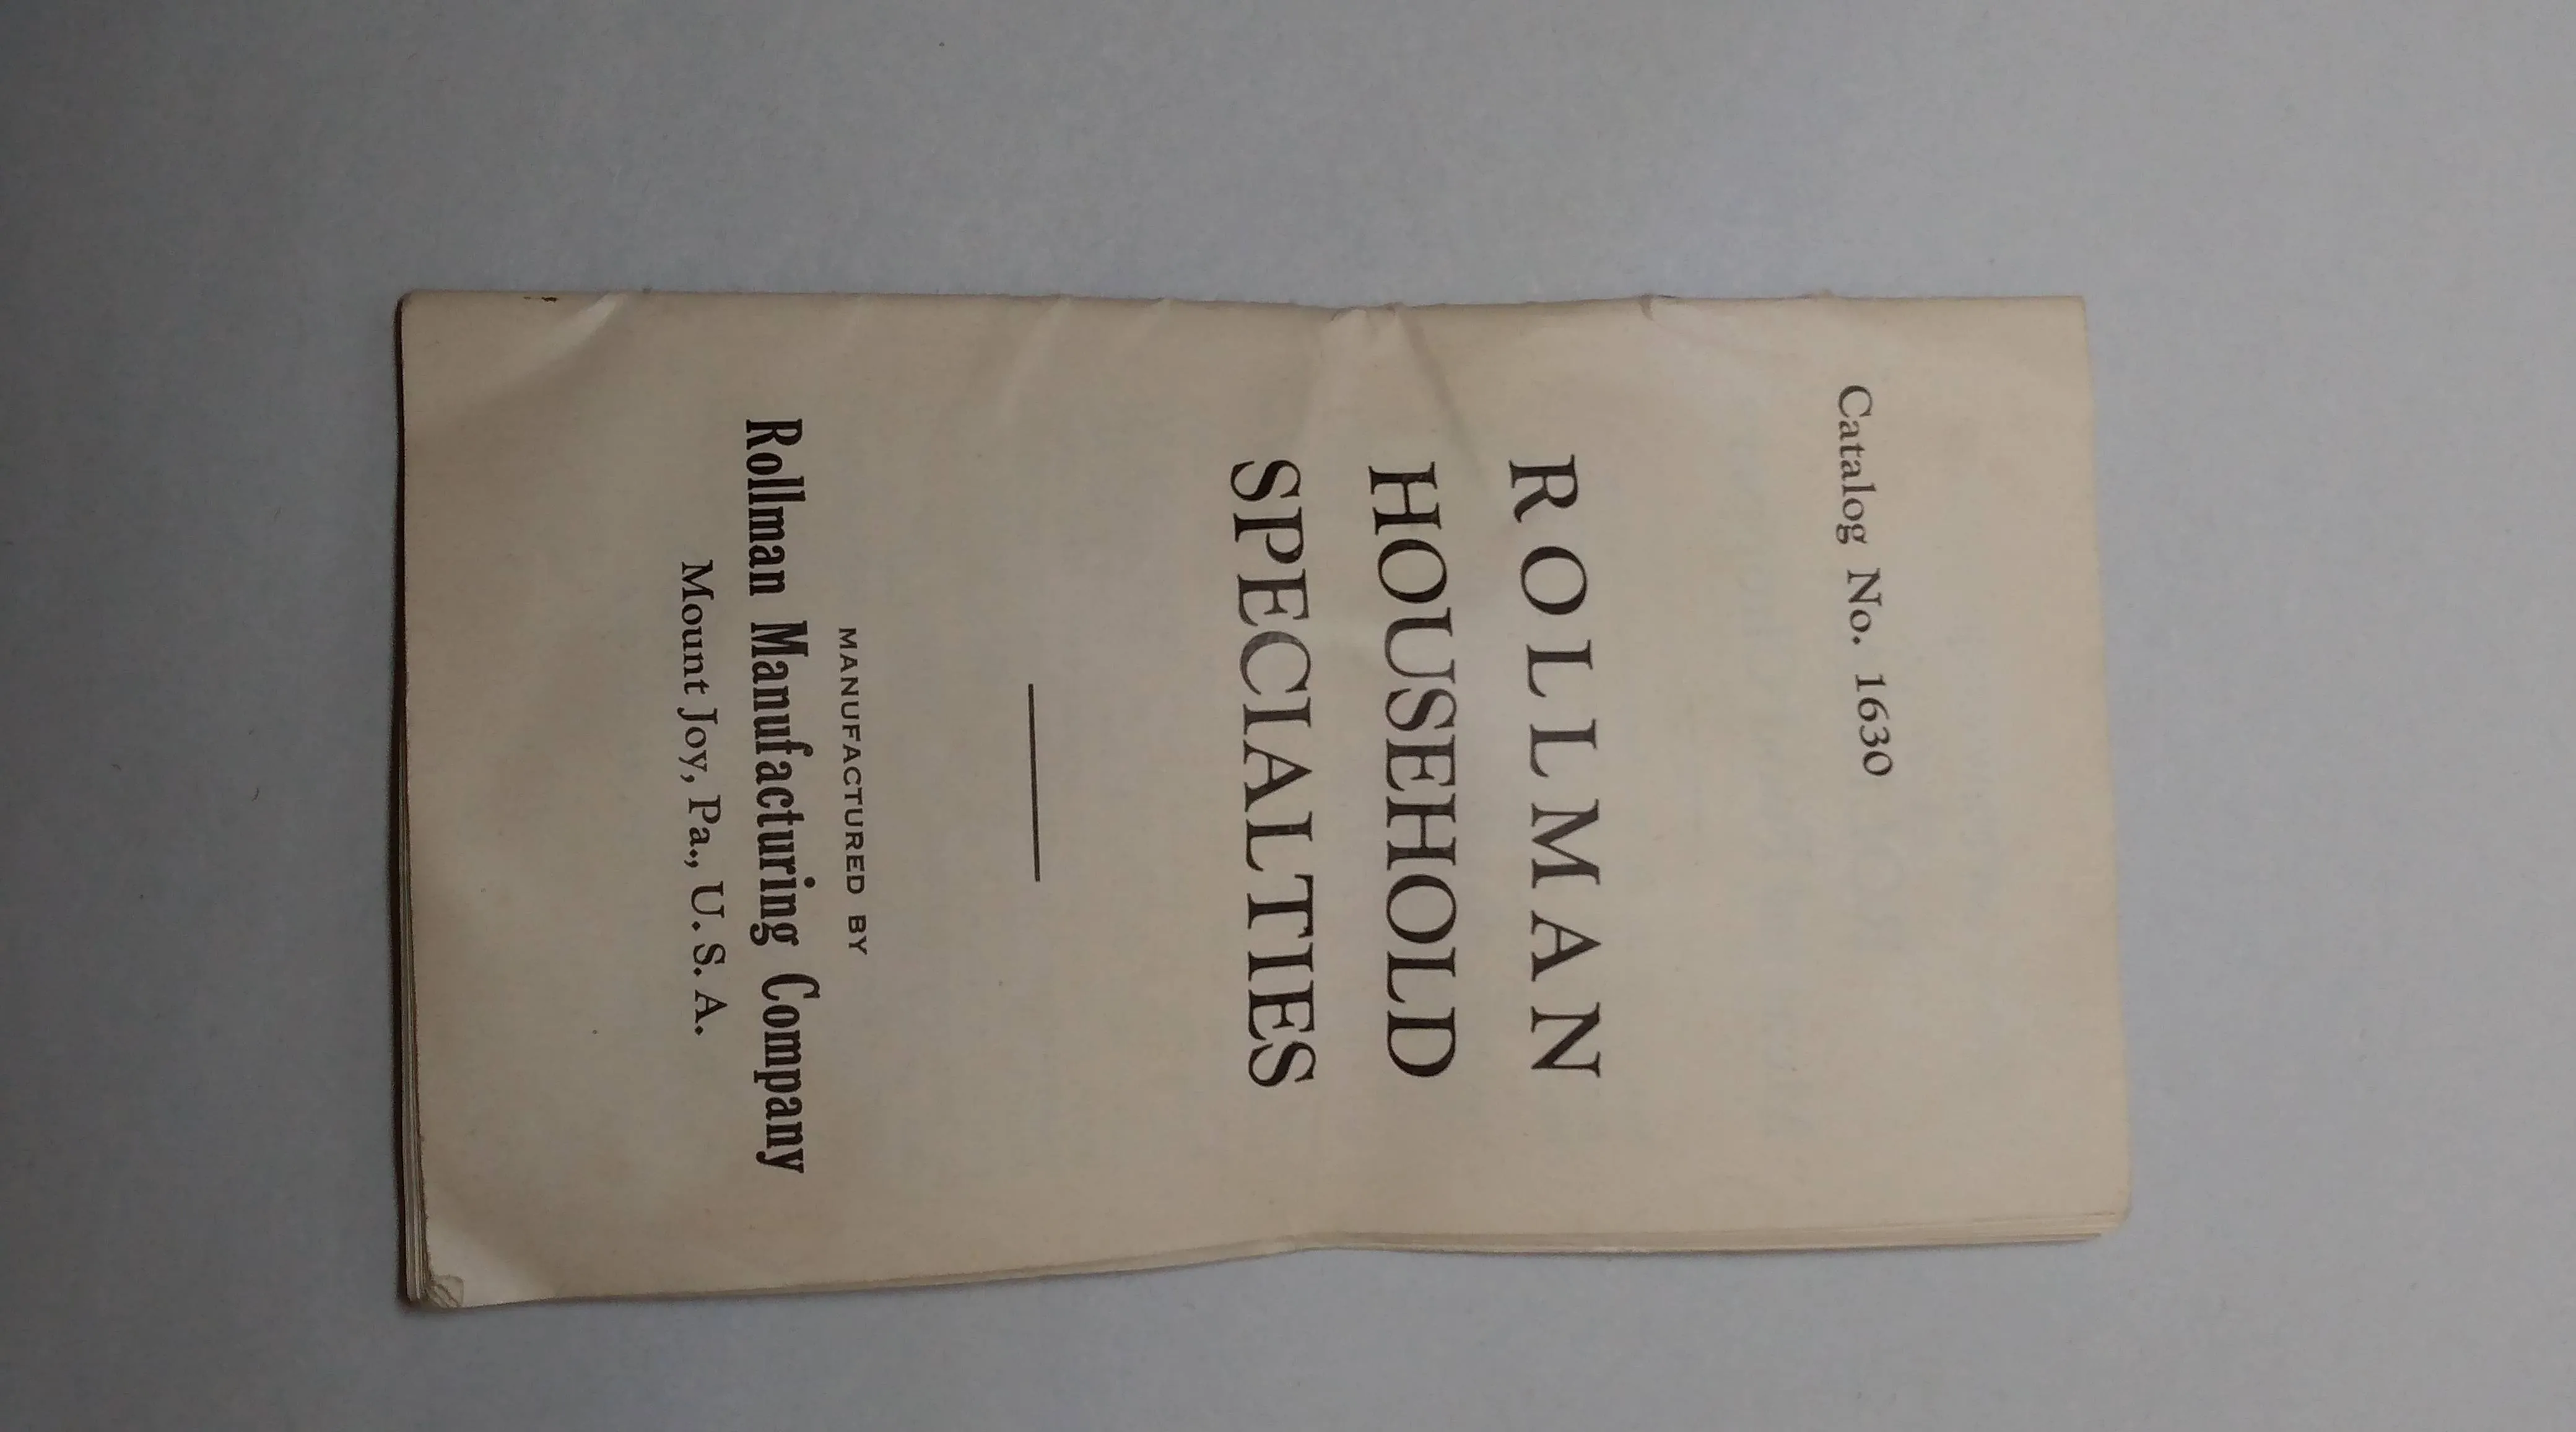 Catalog No. 1630
ROLLMAN
HOUSEHOLD
SPECIALTIES
MANUFACTURED BY
Rollman Manufacturing Company
Mount Joy, Pa., U. S. A.